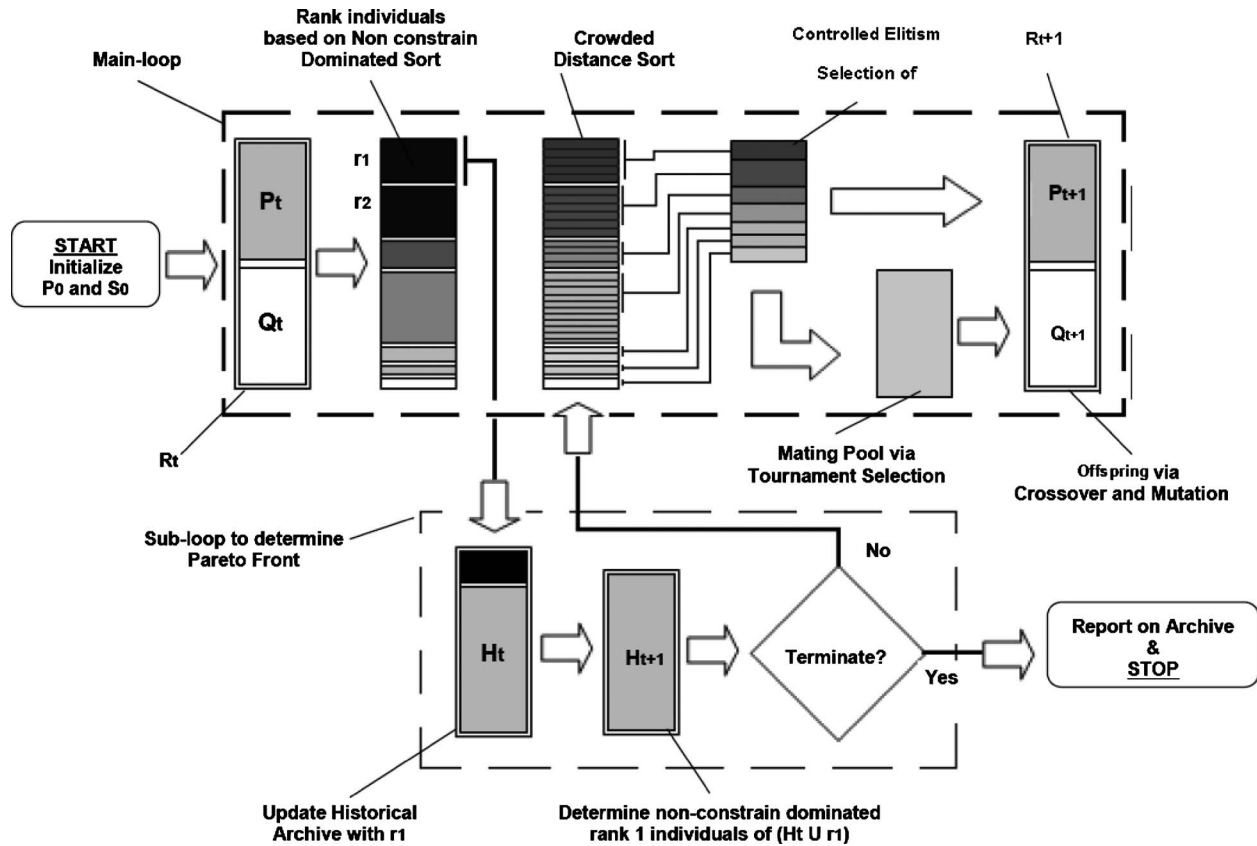 Rank individuals
based on Non constrain
Dominated Sort
Main-loop
Crowded
Distance Sort
Controlled Elitism
Selection of
Rt+1
r1
r2
Pt
Qt
START
Initialize
P0 and S0
Pt+1
Qt+1
Rt
Mating Pool via
Tournament Selection
Offspring via
Crossover and Mutation
Sub-loop to determine
Pareto Front
No
Ht
Ht+1
Terminate?
Yes
Report on Archive
&
STOP
Update Historical
Archive with r1
Determine non-constrain dominated
rank 1 individuals of (Ht U r1)